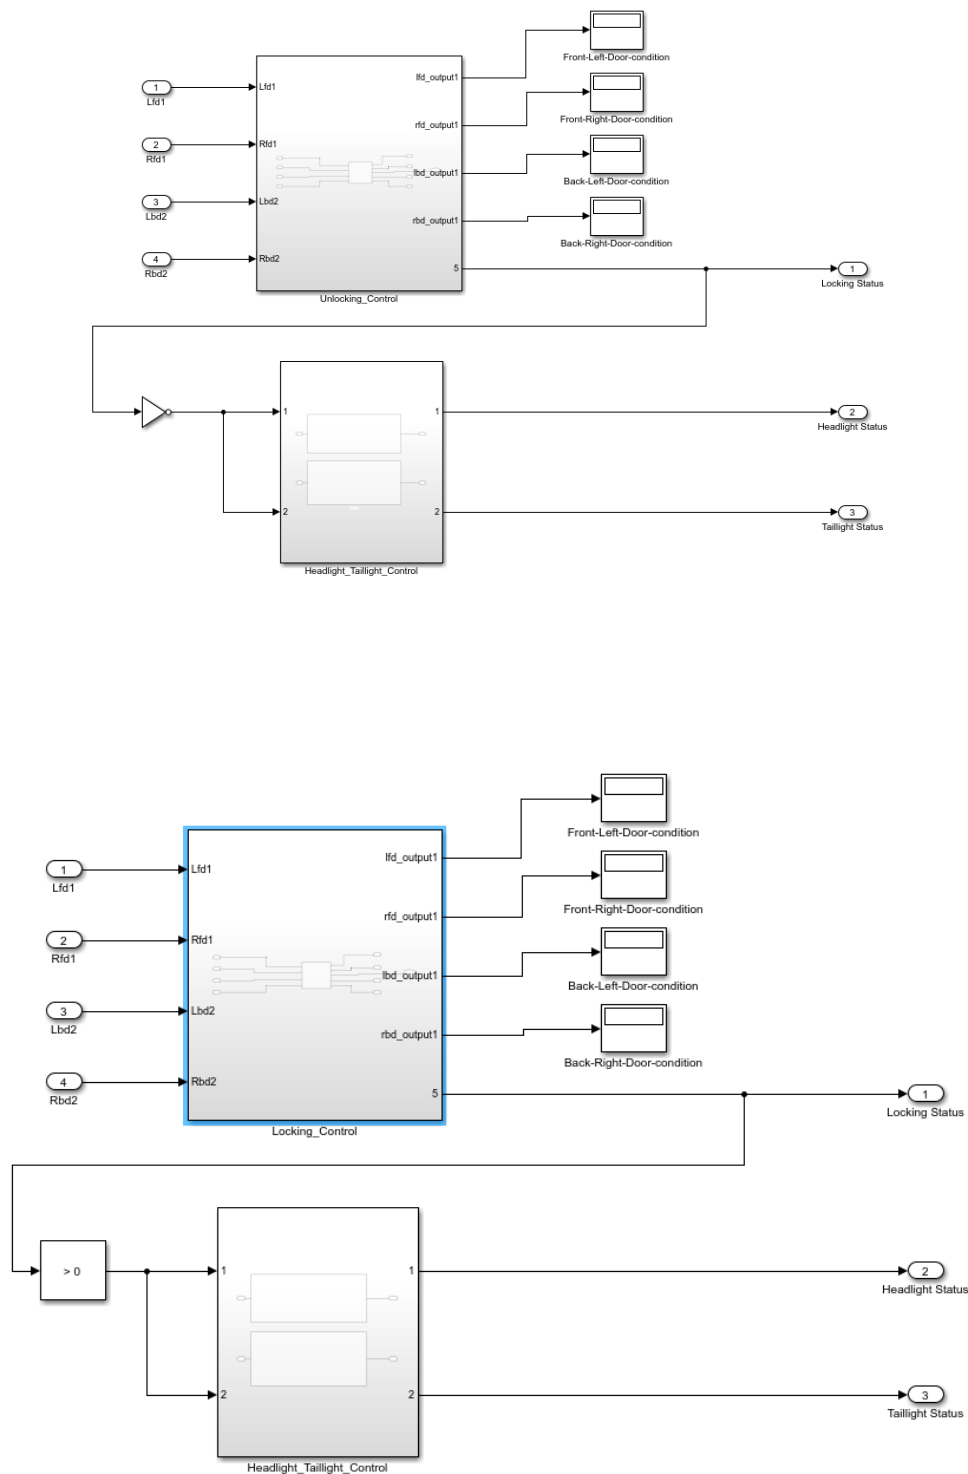 Front-Left-Door-condition
1
Lfd1
Lfd1
lfd_output1
Front-Right-Door-condition
2
Rfd1
Rfd1
rfd_output1
Back-Left-Door-condition
3
Lbd2
Lbd2
lbd_output1
Back-Right-Door-condition
4
Rbd2
Rbd2
rbd_output1
5
1
Locking Status
Unlocking_Control
1
1
2
Headlight Status
2
2
3
Taillight Status
Headlight_Taillight_Control
Front-Left-Door-condition
1
Lfd1
Lfd1
lfd_output1
Front-Right-Door-condition
2
Rfd1
Rfd1
rfd_output1
Back-Left-Door-condition
3
Lbd2
Lbd2
lbd_output1
Back-Right-Door-condition
4
Rbd2
Rbd2
rbd_output1
5
1
Locking Status
Locking_Control
> 0
1
1
2
Headlight Status
2
2
3
Taillight Status
Headlight_Taillight_Control